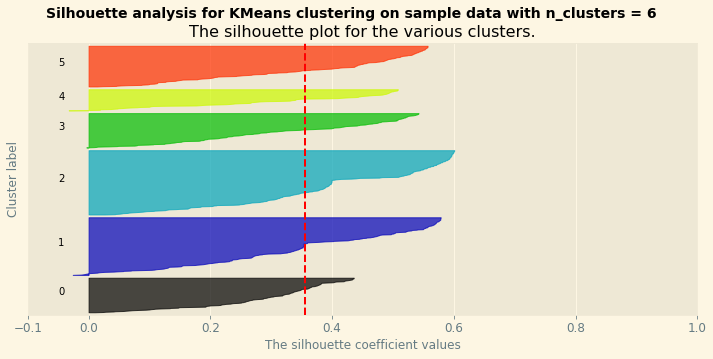 Silhouette analysis for KMeans clustering on sample data with n_clusters = 6
The silhouette plot for the various clusters.
Cluster label
5
4
3
2
1
0
−0.1 0.0 0.2 0.4 0.6 0.8 1.0
The silhouette coefficient values